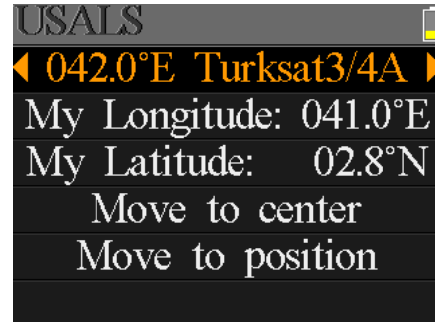 USALS
042.0°E Turksat3/4A
My Longitude: 041.0°E
My Latitude: 02.8°N
Move to center
Move to position